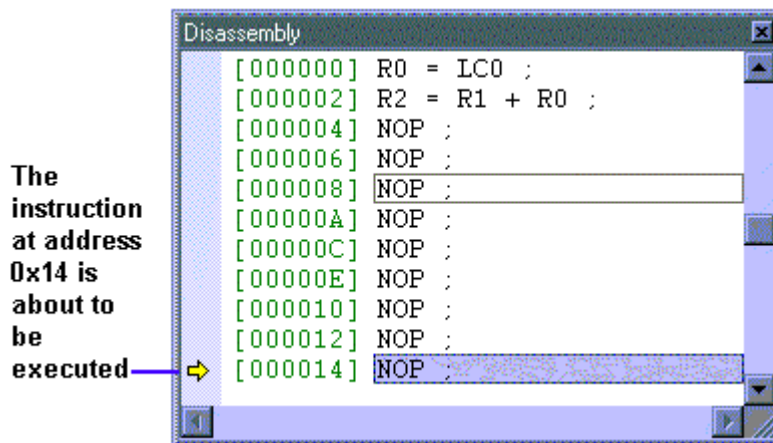 Disassembly
[000000] R0 = LC0 ;
[000002] R2 = R1 + R0 ;
[000004] NOP ;
[000006] NOP ;
[000008] NOP ;
[00000A] NOP ;
[00000C] NOP ;
[00000E] NOP ;
[000010] NOP ;
[000012] NOP ;
[000014] NOP ;
The
instruction
at address
0x14 is
about to
be
executed